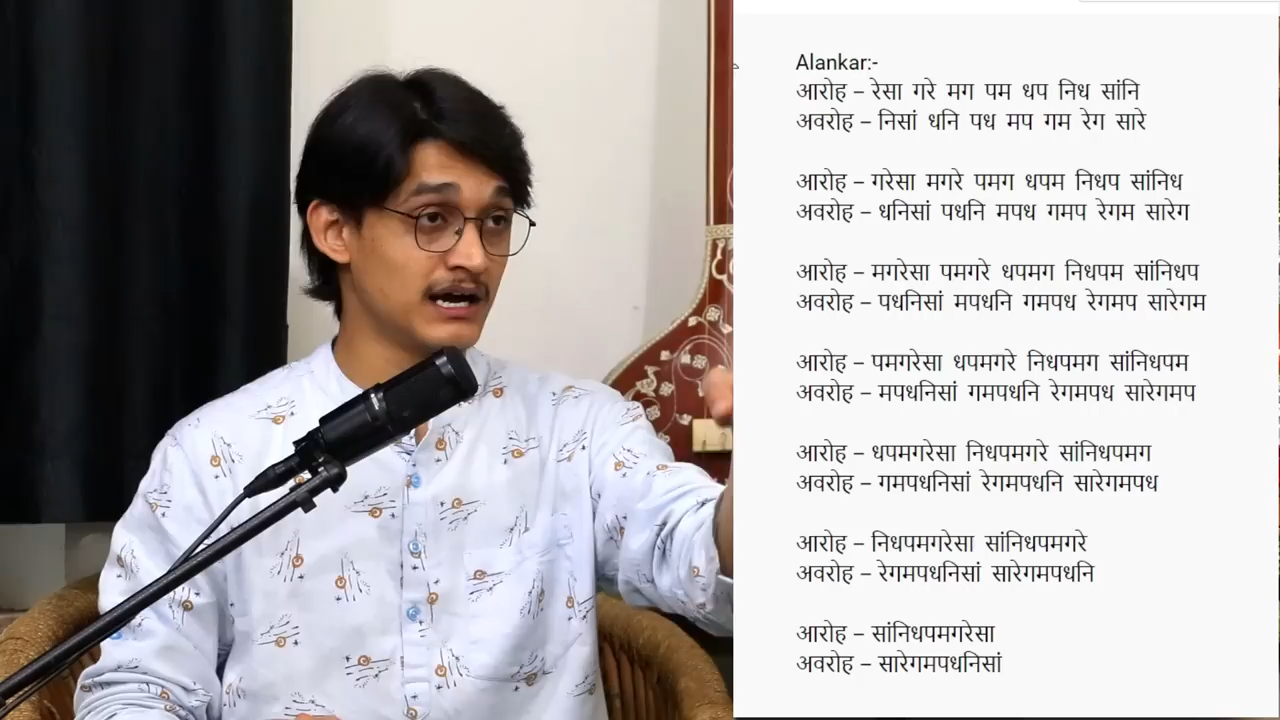 Alankar:-
आरोह – रेसा गरे मग पम धप निध सांनि
अवरोह – निसां धनि पध मप गम रेग सारे
आरोह – गरेसा मगरे पमग धपम निधप सांनिध
अवरोह – धनिसां पधनि मपध गमप रेगम सारेग
आरोह – मगरेसा पमगरे धपमग निधपम सांनिधप
अवरोह – पधनिसां मपधनि गमपध रेगमप सारेगम
आरोह – पमगरेसा धपमगरे निधपमग सांनिधपम
अवरोह – मपधनिसां गमपधनि रेगमपध सारेगमप
आरोह – धपमगरेसा निधपमगरे सांनिधपमग
अवरोह – गमपधनिसां रेगमपधनि सारेगमपध
आरोह – निधपमगरेसा सांनिधपमगरे
अवरोह – रेगमपधनिसां सारेगमपधनि
आरोह – सांनिधपमगरेसा
अवरोह – सारेगमपधनिसां